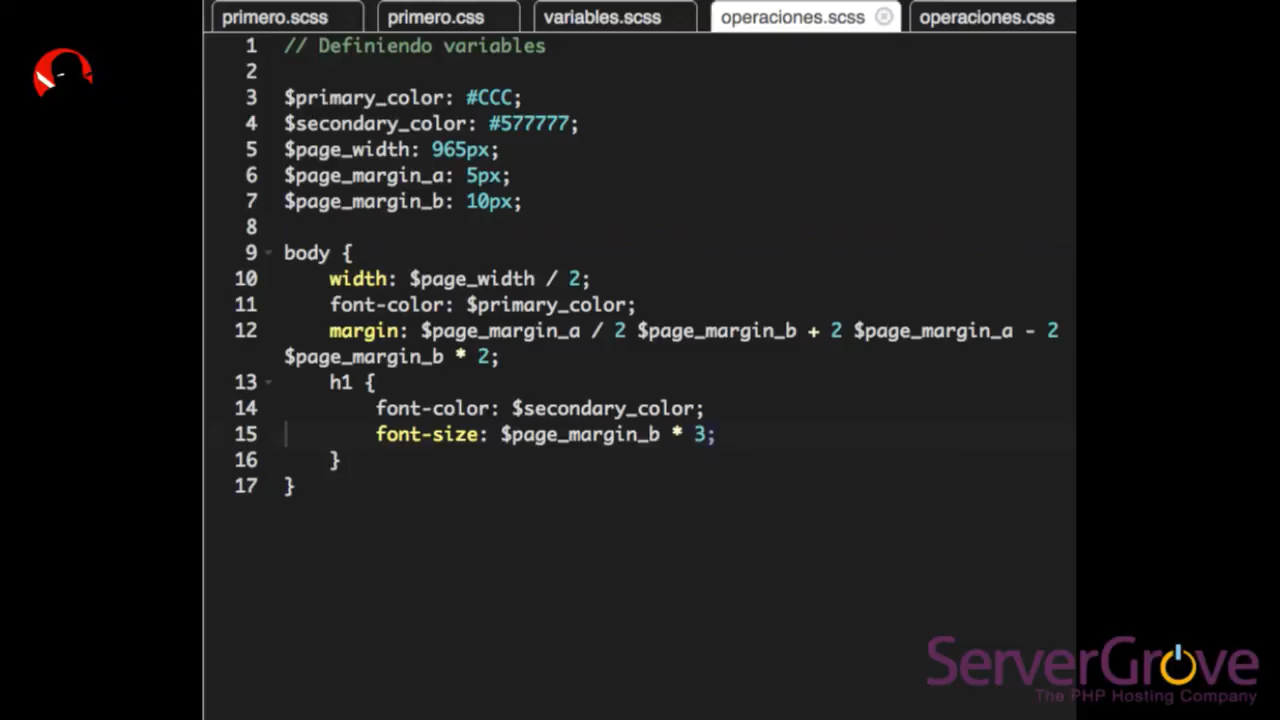 primero.scss primero.css variables.scss operaciones.scss operaciones.css
1 // Definiendo variables
2
3 $primary_color: #CCC;
4 $secondary_color: #577777;
5 $page_width: 965px;
6 $page_margin_a: 5px;
7 $page_margin_b: 10px;
8
9 body {
10 width: $page_width / 2;
11 font-color: $primary_color;
12 margin: $page_margin_a / 2 $page_margin_b + 2 $page_margin_a - 2
$page_margin_b * 2;
13 h1 {
14 font-color: $secondary_color;
15 font-size: $page_margin_b * 3;
16 }
17 }
ServerGrove
The PHP Hosting Company